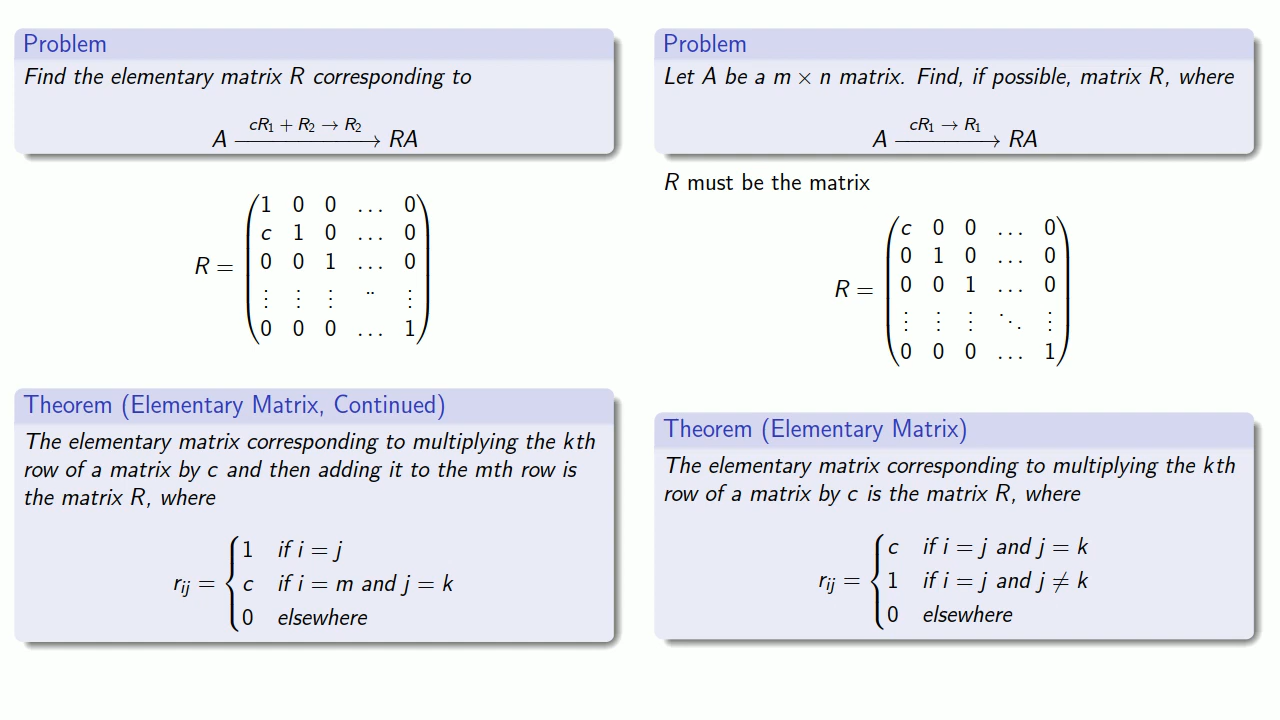 Problem
Find the elementary matrix R corresponding to
cR₁ + R₂ → R₂
A ⟶ RA
1 0 0 … 0
c 1 0 … 0
R = 0 0 1 … 0
⋮ ⋮ ⋮ ¨ ⋮
0 0 0 … 1
Theorem (Elementary Matrix, Continued)
The elementary matrix corresponding to multiplying the kth
row of a matrix by c and then adding it to the mth row is
the matrix R, where
1 if i = j
rᵢⱼ = { c if i = m and j = k
0 elsewhere
Problem
Let A be a m × n matrix. Find, if possible, matrix R, where
cR₁ → R₁
A ⟶ RA
R must be the matrix
c 0 0 … 0
0 1 0 … 0
R = 0 0 1 … 0
⋮ ⋮ ⋮ ⋱ ⋮
0 0 0 … 1
Theorem (Elementary Matrix)
The elementary matrix corresponding to multiplying the kth
row of a matrix by c is the matrix R, where
c if i = j and j = k
rᵢⱼ = { 1 if i = j and j ≠ k
0 elsewhere